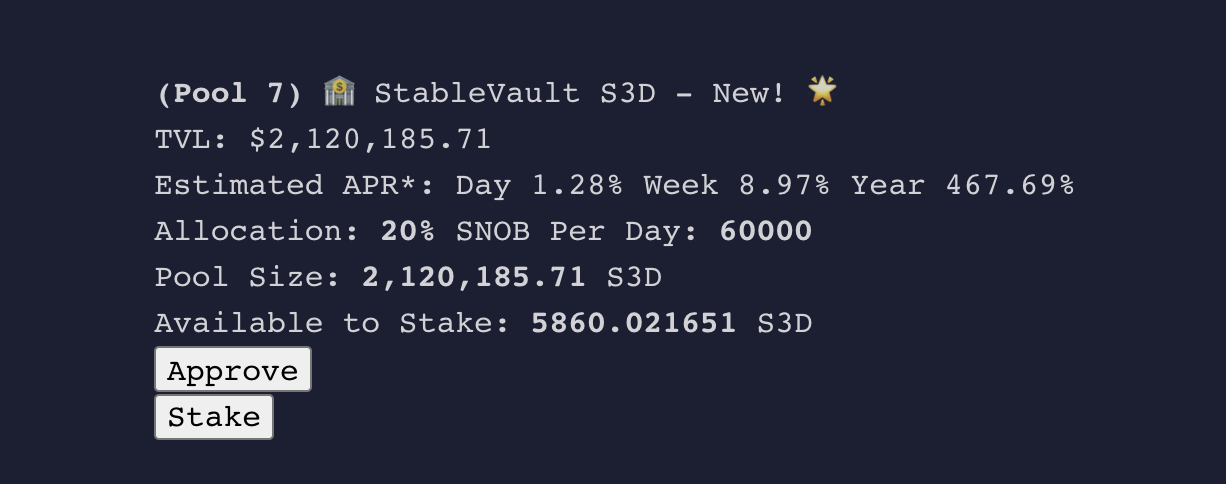 (Pool 7) 🏦 StableVault S3D – New! 🌟
TVL: $2,120,185.71
Estimated APR*: Day 1.28% Week 8.97% Year 467.69%
Allocation: 20% SNOB Per Day: 60000
Pool Size: 2,120,185.71 S3D
Available to Stake: 5860.021651 S3D
Approve
Stake